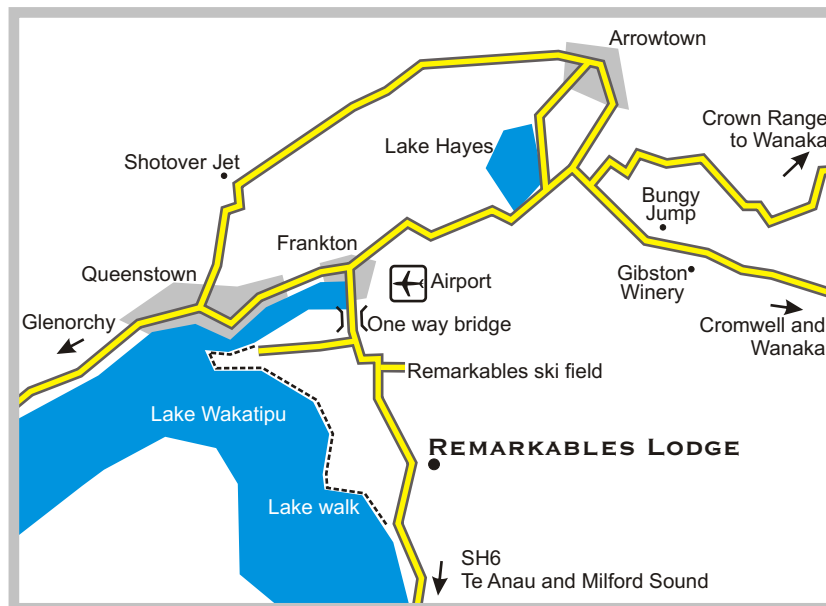 Arrowtown
Crown Range
to Wanaka
Lake Hayes
Shotover Jet
Bungy
Jump
Frankton
Queenstown
Airport
Gibston
Winery
Glenorchy
One way bridge
Cromwell and
Wanaka
Remarkables ski field
Lake Wakatipu
REMARKABLES LODGE
Lake walk
SH6
Te Anau and Milford Sound